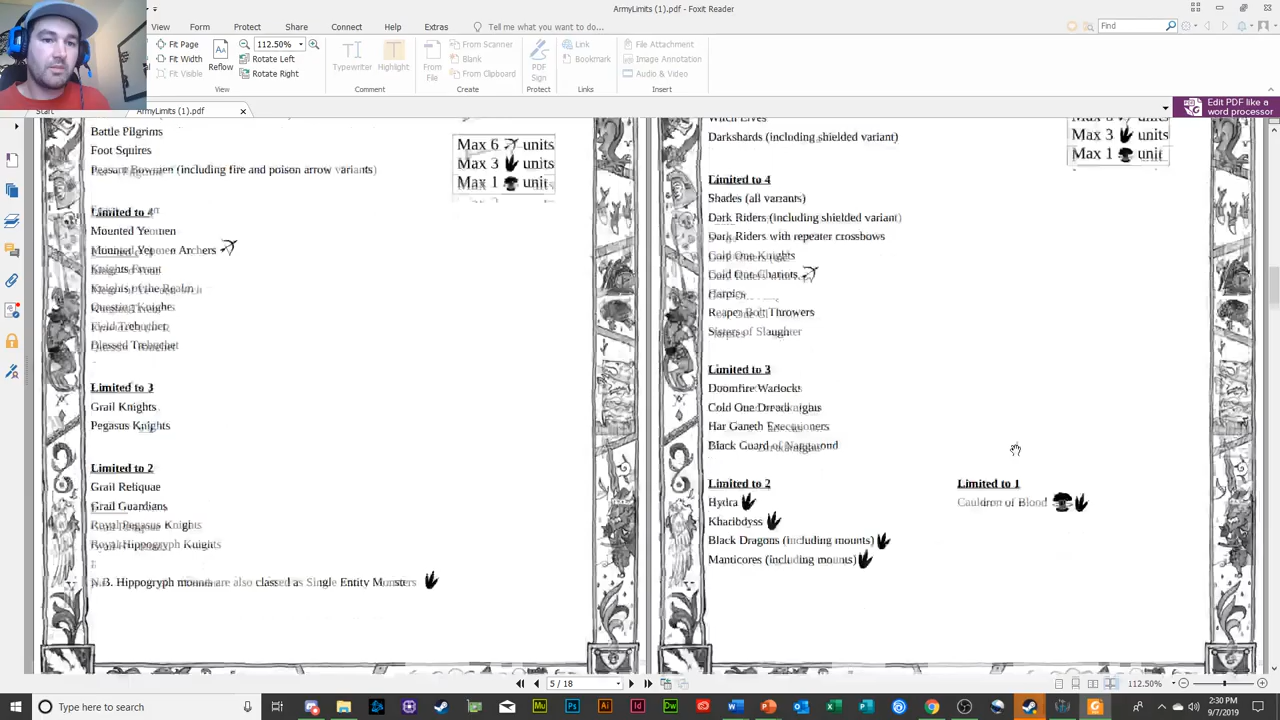 ArmyLimits (1).pdf - Foxit Reader
View Form Protect Share Connect Help Extras Tell me what you want to do...
Find
Fit Page
Fit Width
Fit Visible
Reflow
112.50%
Rotate Left
Rotate Right
View
Typewriter
Highlight
Comment
From File
From Scanner
Blank
From Clipboard
Create
PDF Sign
Protect
Link
Bookmark
Links
File Attachment
Image Annotation
Audio & Video
Insert
Start
ArmyLimits (1).pdf
Edit PDF like a word processor
Battle Pilgrims
Foot Squires
Peasant Bowmen (including fire and poison arrow variants)
Max 6 units
Max 3 units
Max 1 unit
Limited to 4
Mounted Yeomen
Mounted Yeomen Archers
Knights Errant
Knights of the Realm
Questing Knights
Field Trebuchet
Blessed Trebuchet
Limited to 3
Grail Knights
Pegasus Knights
Limited to 2
Grail Reliquae
Grail Guardians
Royal Pegasus Knights
Royal Hippogryph Knights
N.B. Hippogryph mounts are also classed as Single Entity Monsters
Witch Elves
Darkshards (including shielded variant)
Max 3 units
Max 1 units
Limited to 4
Shades (all variants)
Dark Riders (including shielded variant)
Dark Riders with repeater crossbows
Cold One Knights
Cold One Chariots
Harpies
Reaper Bolt Throwers
Sisters of Slaughter
Limited to 3
Doomfire Warlocks
Cold One Dreadknights
Har Ganeth Executioners
Black Guard of Naggarond
Limited to 2
Hydra
Kharibdyss
Black Dragons (including mounts)
Manticores (including mounts)
Limited to 1
Cauldron of Blood
5 / 18
112.50%
Type here to search
2:30 PM
9/7/2019